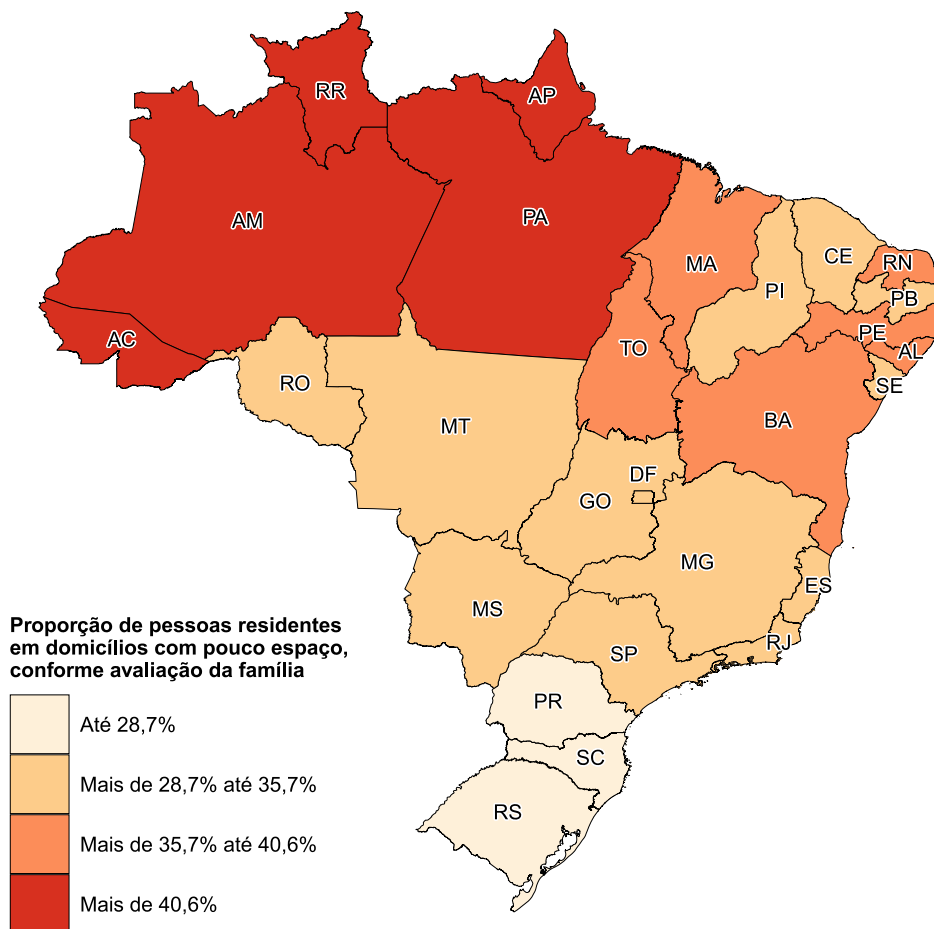 RR
AP
AM
PA
MA
CE
RN
PI
PB
PE
AC
TO
AL
RO
SE
BA
MT
DF
GO
MG
ES
MS
RJ
SP
PR
SC
RS
Proporção de pessoas residentes
em domicílios com pouco espaço,
conforme avaliação da família
Até 28,7%
Mais de 28,7% até 35,7%
Mais de 35,7% até 40,6%
Mais de 40,6%